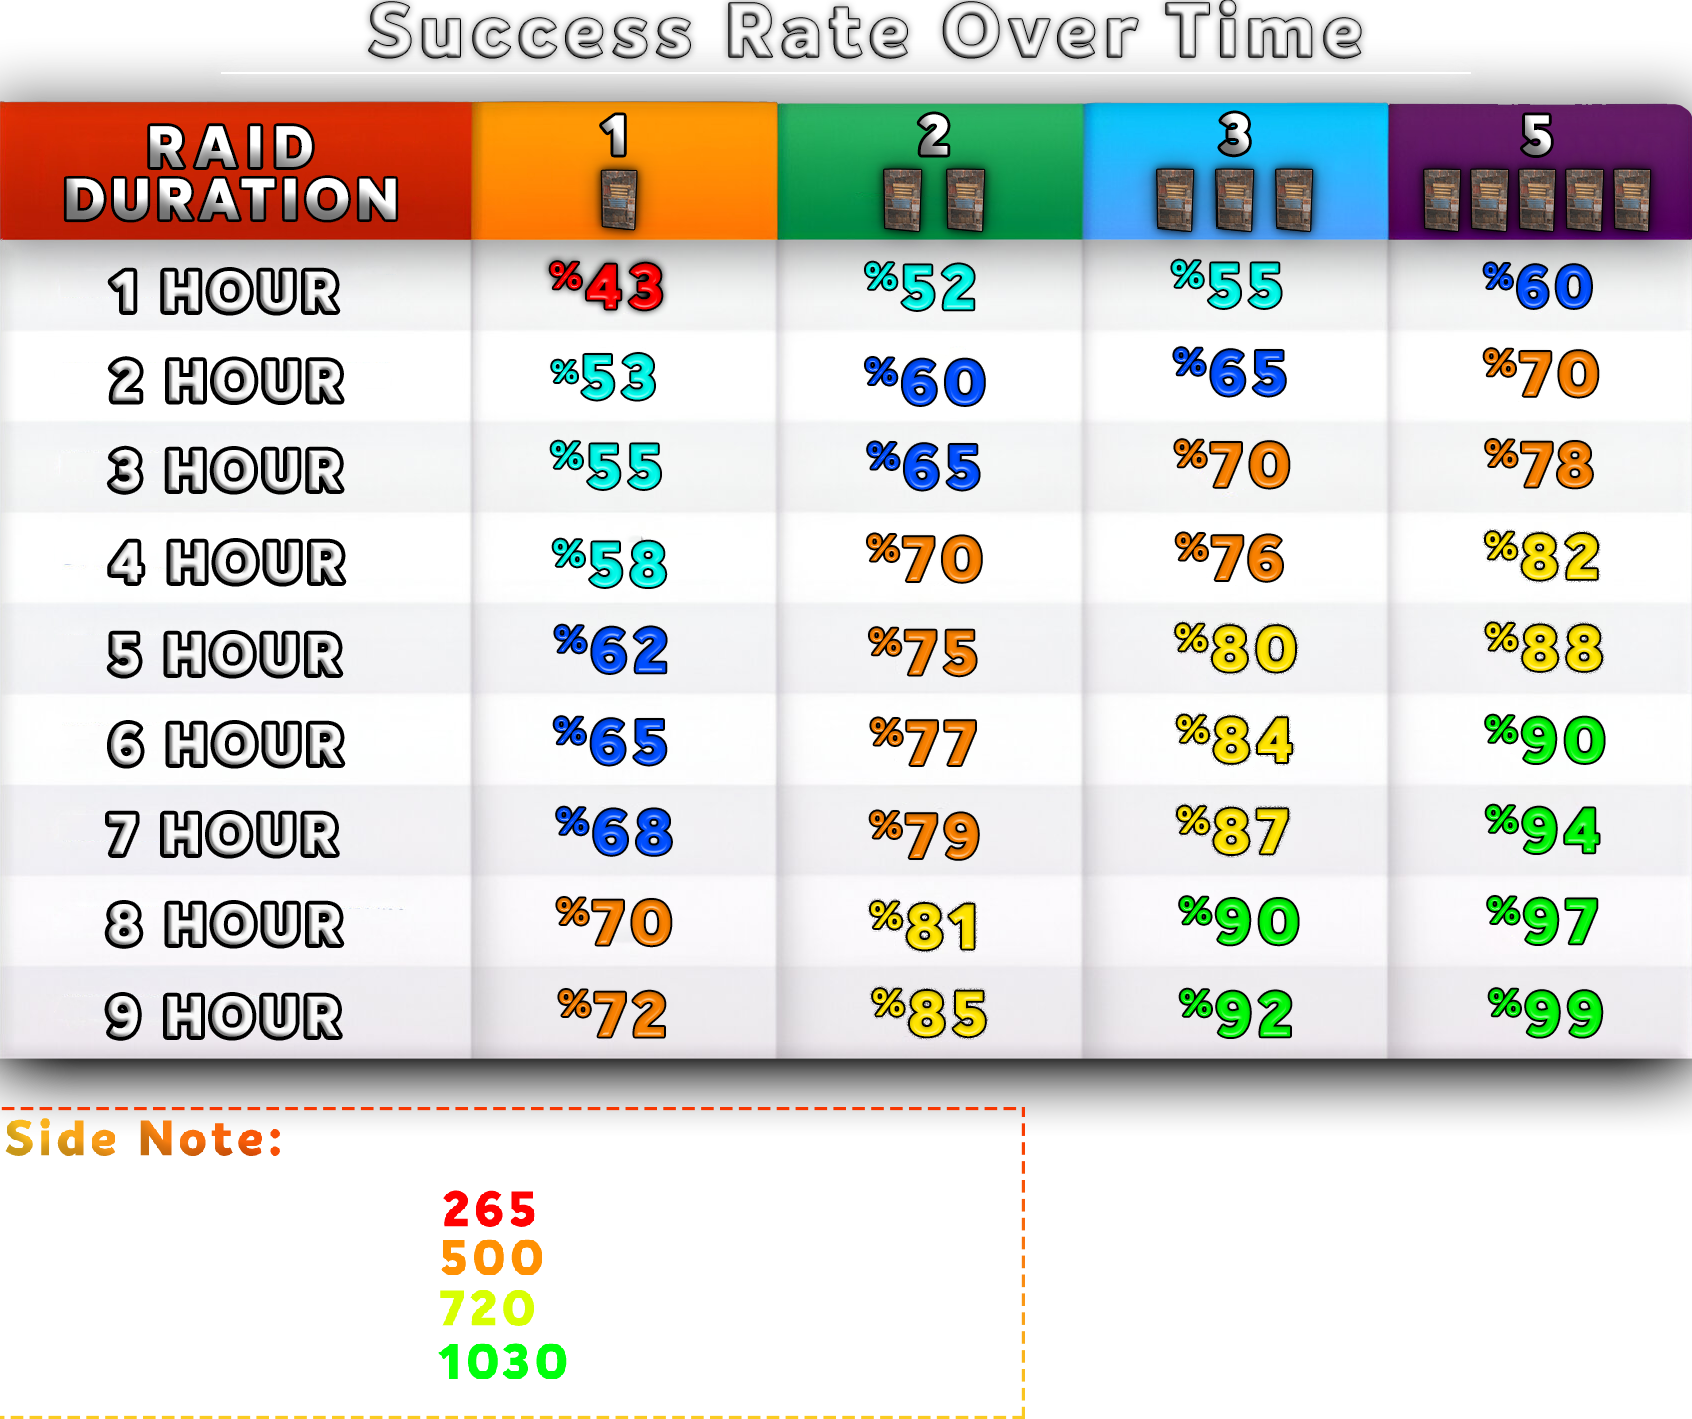 Success Rate Over Time
RAID DURATION 1 2 3 5
1 HOUR %43 %52 %55 %60
2 HOUR %53 %60 %65 %70
3 HOUR %55 %65 %70 %78
4 HOUR %58 %70 %76 %82
5 HOUR %62 %75 %80 %88
6 HOUR %65 %77 %84 %90
7 HOUR %68 %79 %87 %94
8 HOUR %70 %81 %90 %97
9 HOUR %72 %85 %92 %99
Side Note:
265
500
720
1030